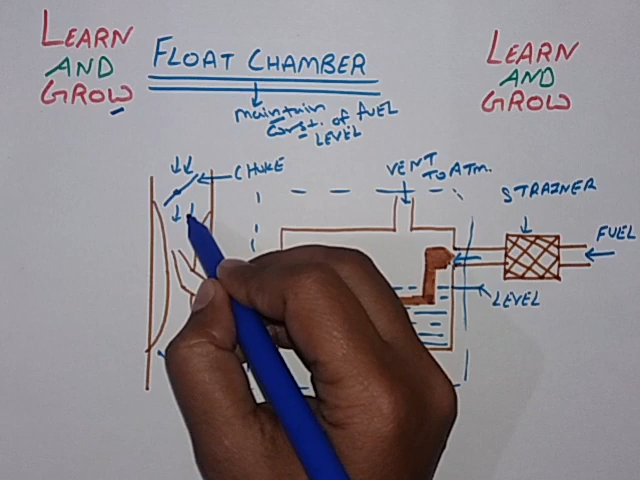 LEARN
AND
GROW
FLOAT CHAMBER
LEARN
AND
GROW
maintain
const. of FUEL
LEVEL
CHOKE
VENT
TO ATM.
STRAINER
FUEL
LEVEL